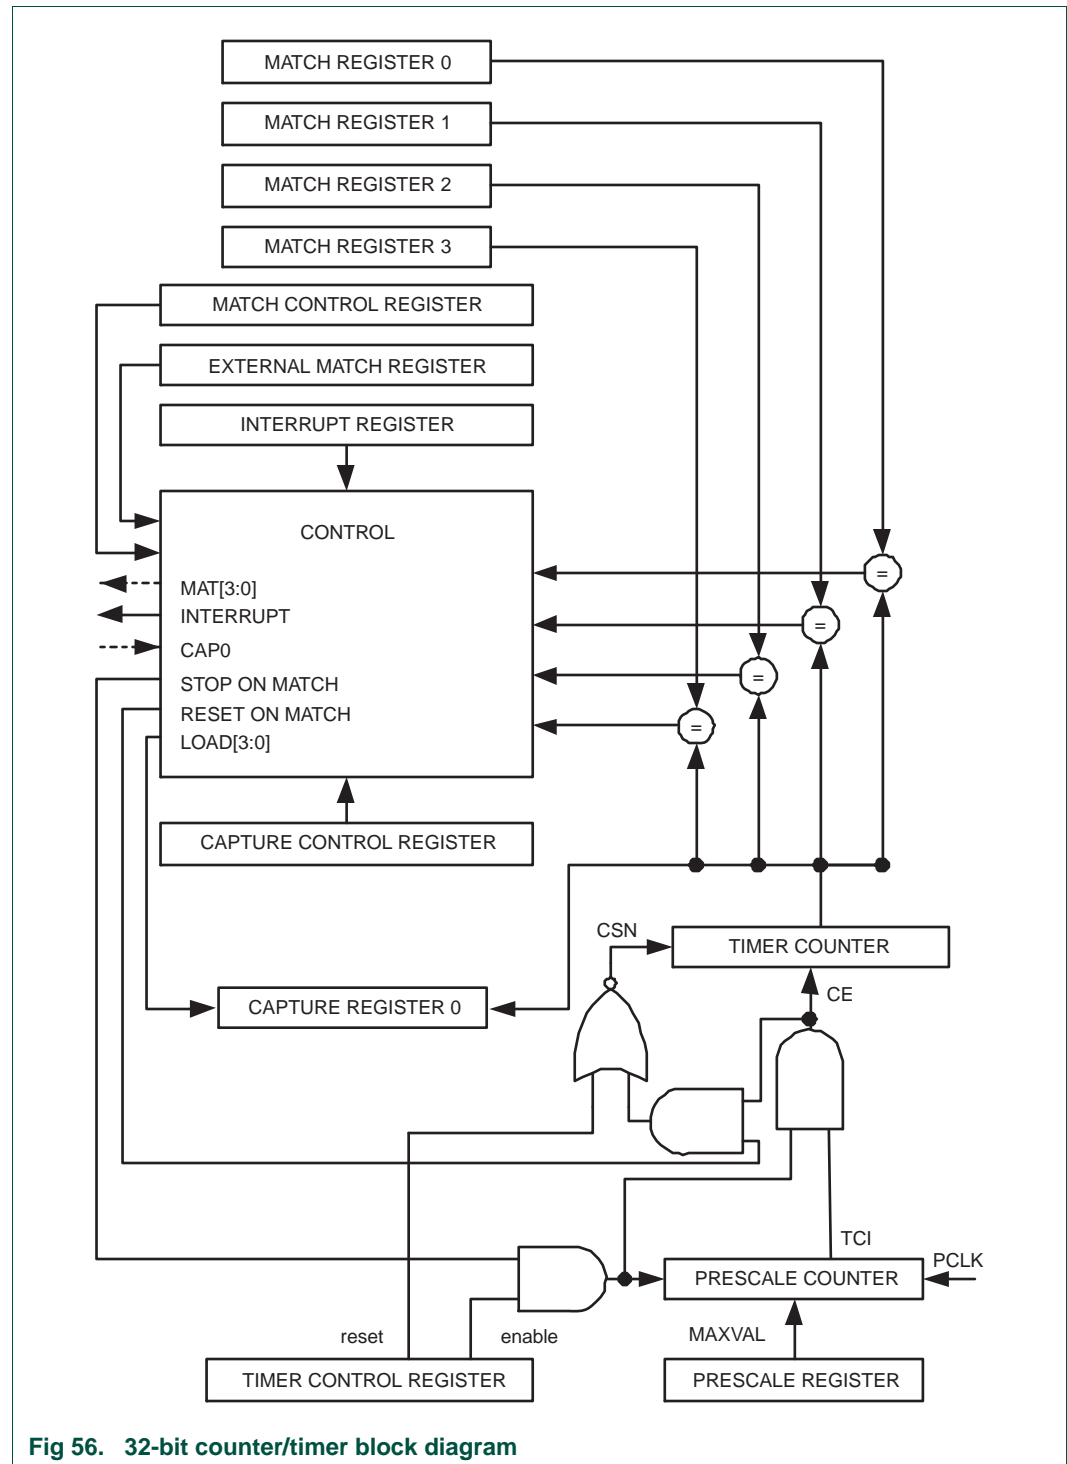 MATCH REGISTER 0
MATCH REGISTER 1
MATCH REGISTER 2
MATCH REGISTER 3
MATCH CONTROL REGISTER
EXTERNAL MATCH REGISTER
INTERRUPT REGISTER
CONTROL
MAT[3:0]
INTERRUPT
CAP0
STOP ON MATCH
RESET ON MATCH
LOAD[3:0]
=
=
=
=
CAPTURE CONTROL REGISTER
CSN
TIMER COUNTER
CE
CAPTURE REGISTER 0
TCI
PCLK
PRESCALE COUNTER
reset
enable
MAXVAL
TIMER CONTROL REGISTER
PRESCALE REGISTER
Fig 56. 32-bit counter/timer block diagram